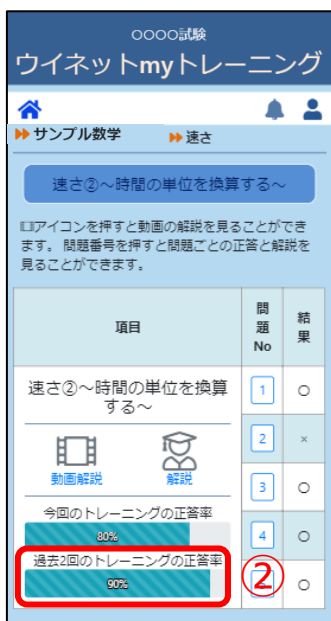 ○○○○試験
ウイネットmyトレーニング
サンプル数学
速さ
速さ②～時間の単位を換算する～
アイコンを押すと動画の解説を見ることができ
ます。問題番号を押すと問題ごとの正答と解説を
見ることができます。
項目
問
題
No
結
果
速さ②～時間の単位を換算
する～
1
○
2
×
動画解説
解説
3
○
今回のトレーニングの正答率
80%
4
○
過去2回のトレーニングの正答率
90%
②
○